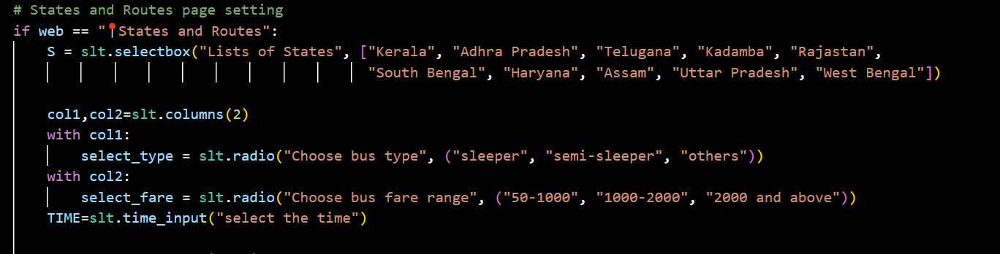 # States and Routes page setting
if web == "📍States and Routes":
    S = slt.selectbox("Lists of States", ["Kerala", "Adhra Pradesh", "Telugana", "Kadamba", "Rajastan",
                                      "South Bengal", "Haryana", "Assam", "Uttar Pradesh", "West Bengal"])
    col1,col2=slt.columns(2)
    with col1:
        select_type = slt.radio("Choose bus type", ("sleeper", "semi-sleeper", "others"))
    with col2:
        select_fare = slt.radio("Choose bus fare range", ("50-1000", "1000-2000", "2000 and above"))
    TIME=slt.time_input("select the time")